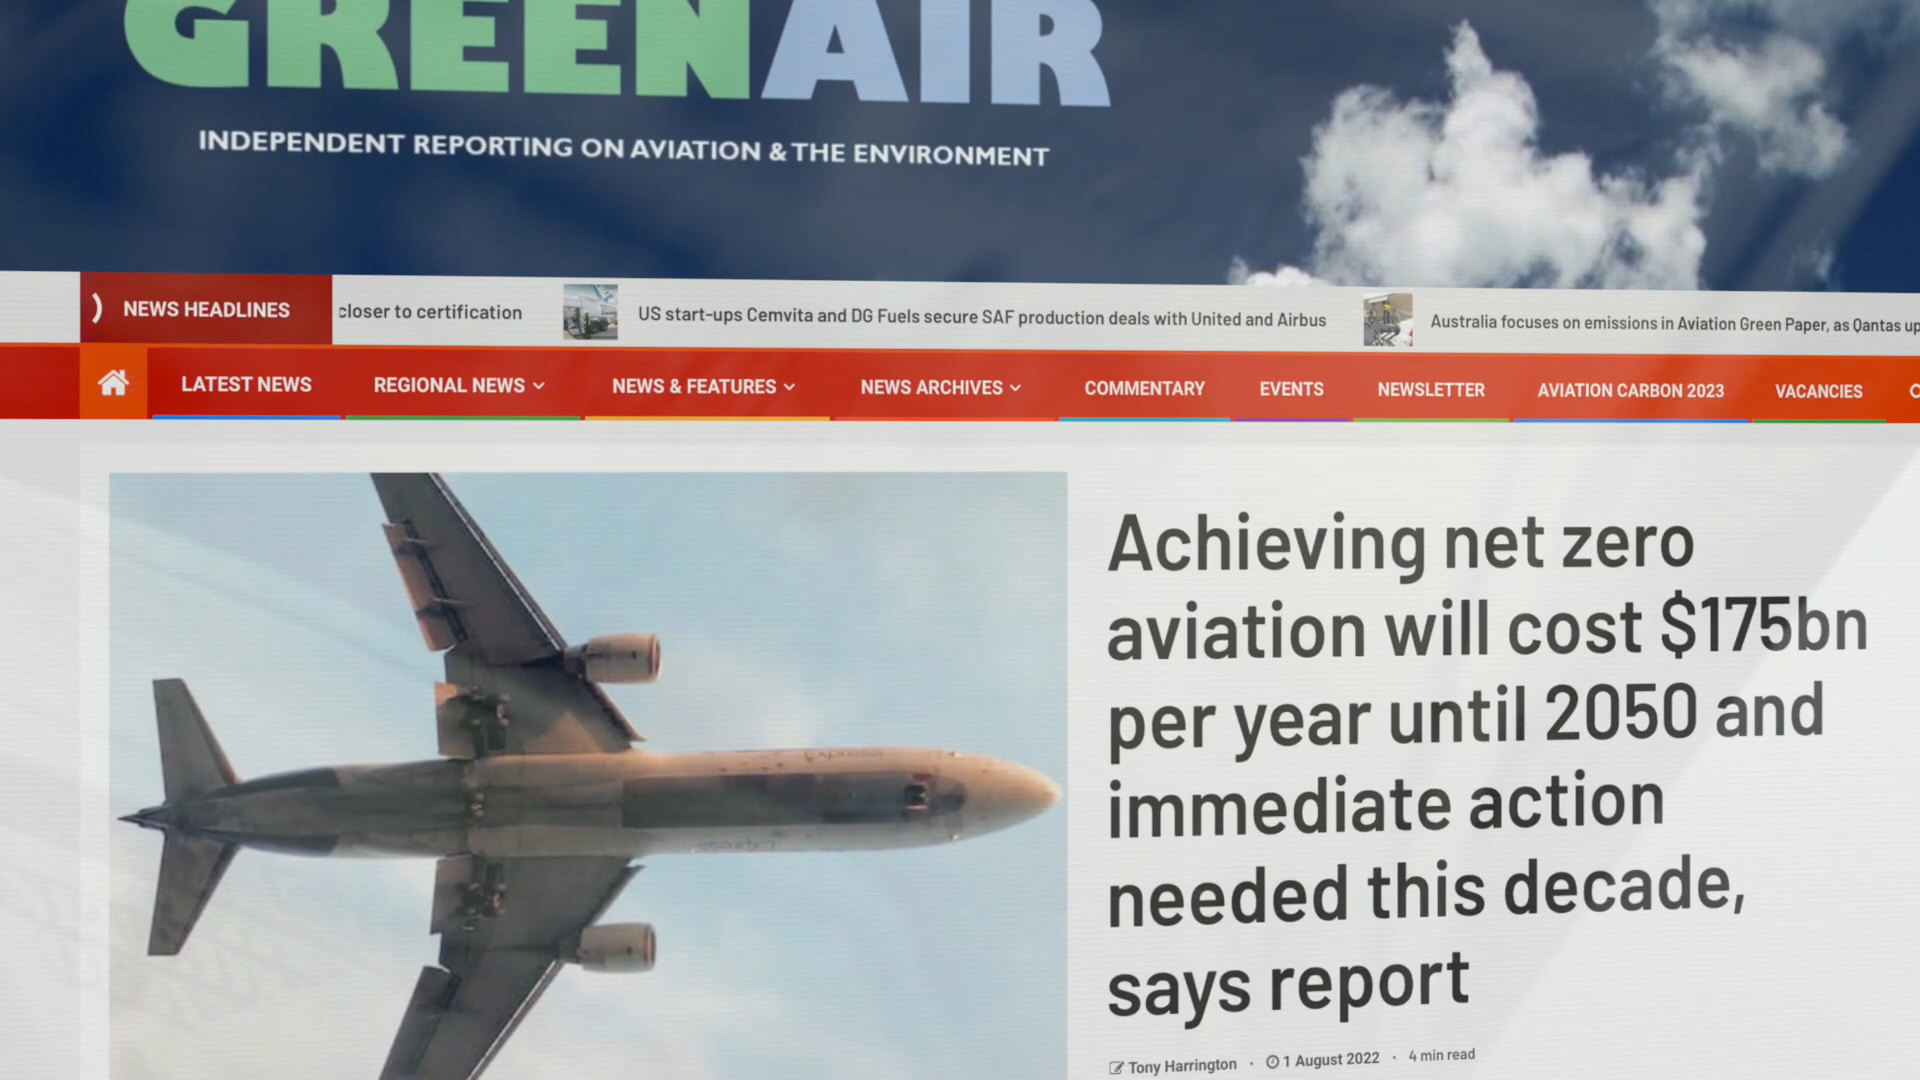 GREENAIR
INDEPENDENT REPORTING ON AVIATION & THE ENVIRONMENT
NEWS HEADLINES
closer to certification
US start-ups Cemvita and DG Fuels secure SAF production deals with United and Airbus
Australia focuses on emissions in Aviation Green Paper, as Qantas up
LATEST NEWS
REGIONAL NEWS
NEWS & FEATURES
NEWS ARCHIVES
COMMENTARY
EVENTS
NEWSLETTER
AVIATION CARBON 2023
VACANCIES
Express
Achieving net zero
aviation will cost $175bn
per year until 2050 and
immediate action
needed this decade,
says report
Tony Harrington · 1 August 2022 · 4 min read